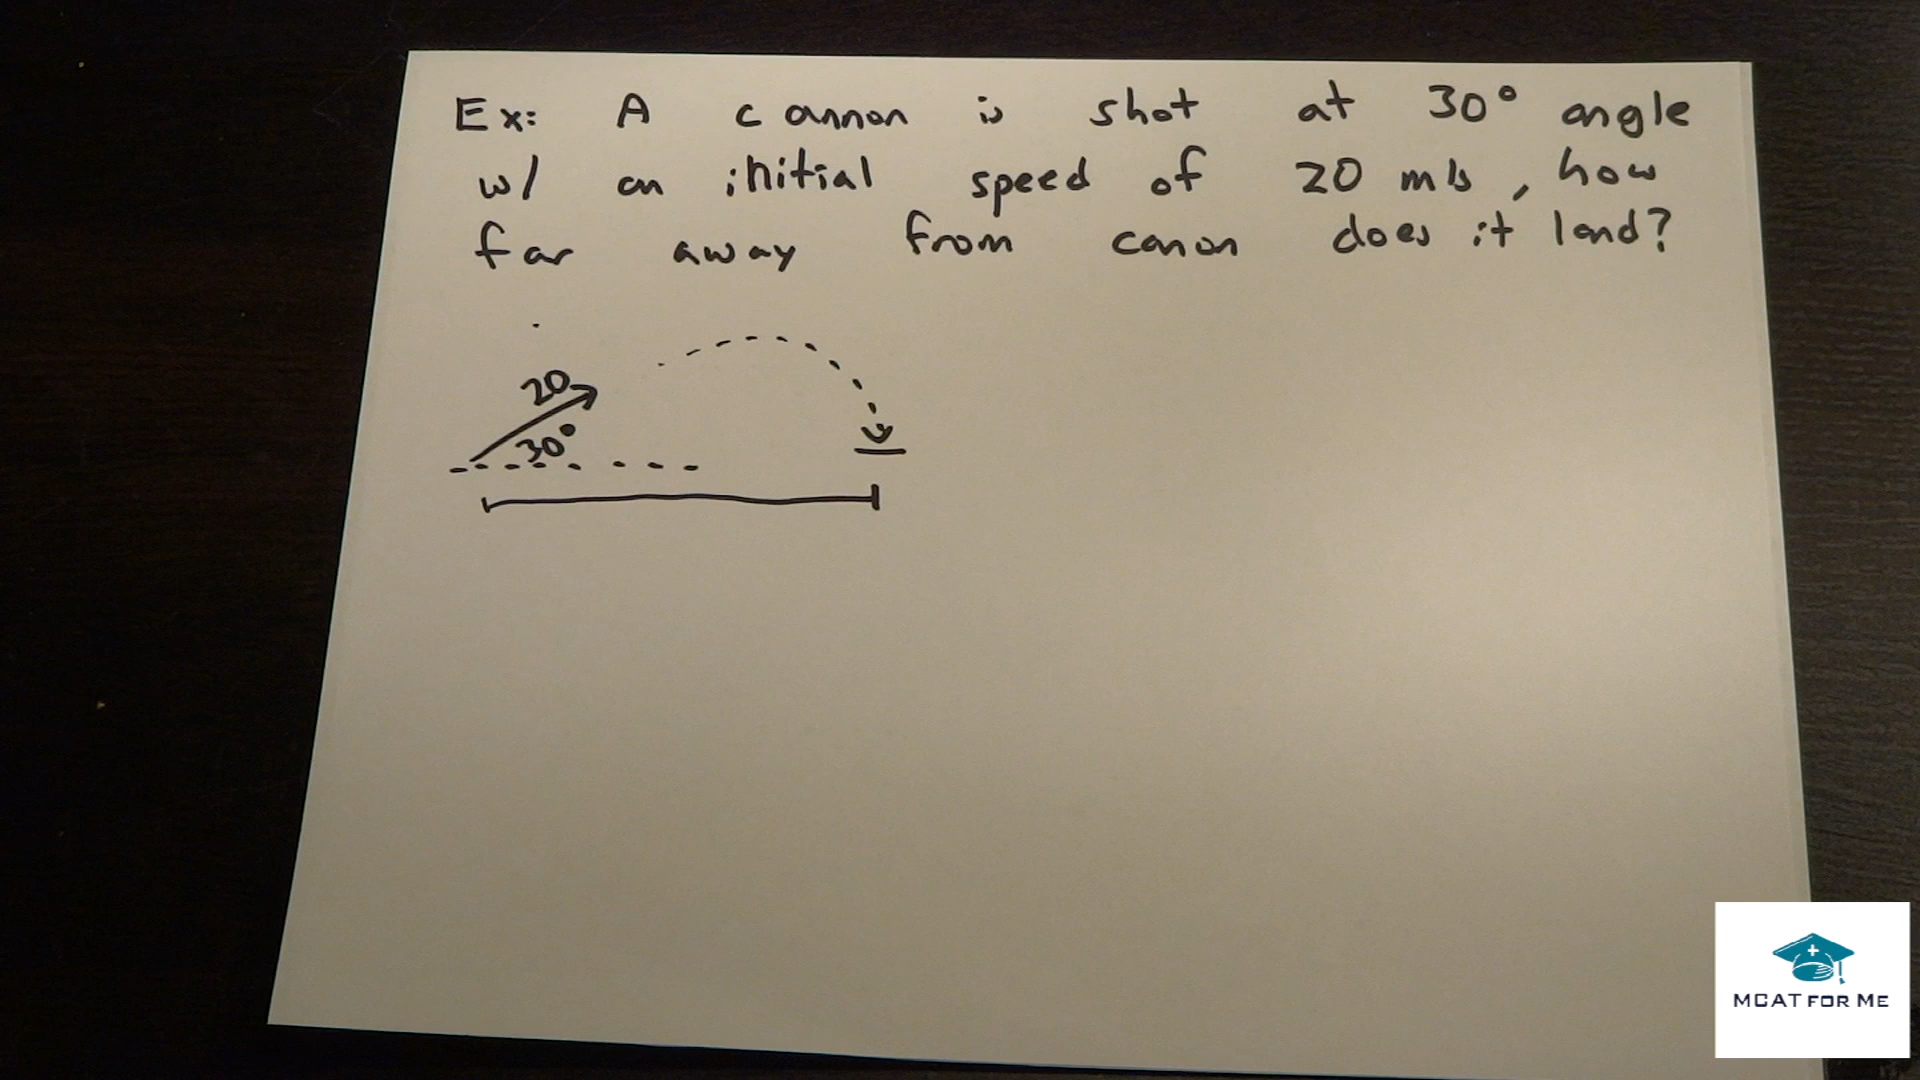 Ex: A cannon is shot at 30° angle
w/ an initial speed of 20 m/s, how
far away from canon does it land?
20
30°
MCAT FOR ME